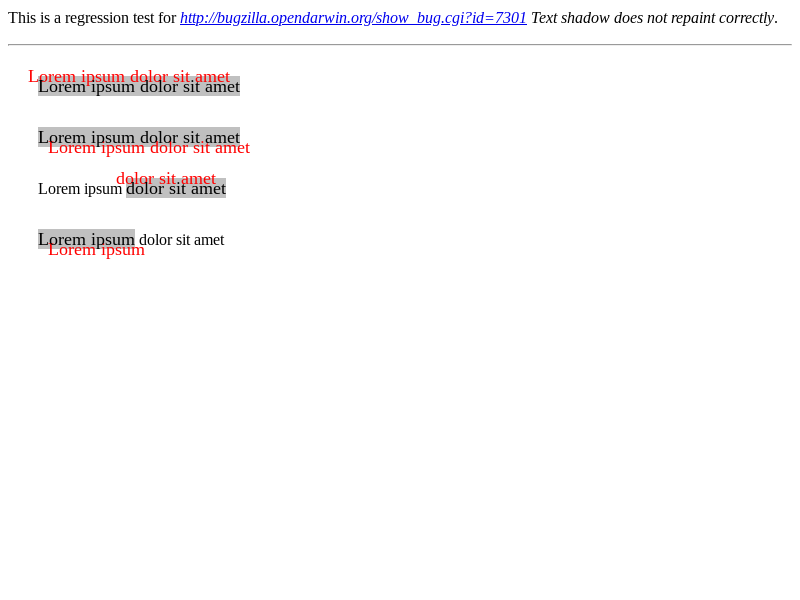 This is a regression test for http://bugzilla.opendarwin.org/show_bug.cgi?id=7301 Text shadow does not repaint correctly.
Lorem ipsum dolor sit amet
Lorem ipsum dolor sit amet
Lorem ipsum dolor sit amet
Lorem ipsum dolor sit amet
dolor sit amet
Lorem ipsum dolor sit amet
Lorem ipsum dolor sit amet
Lorem ipsum